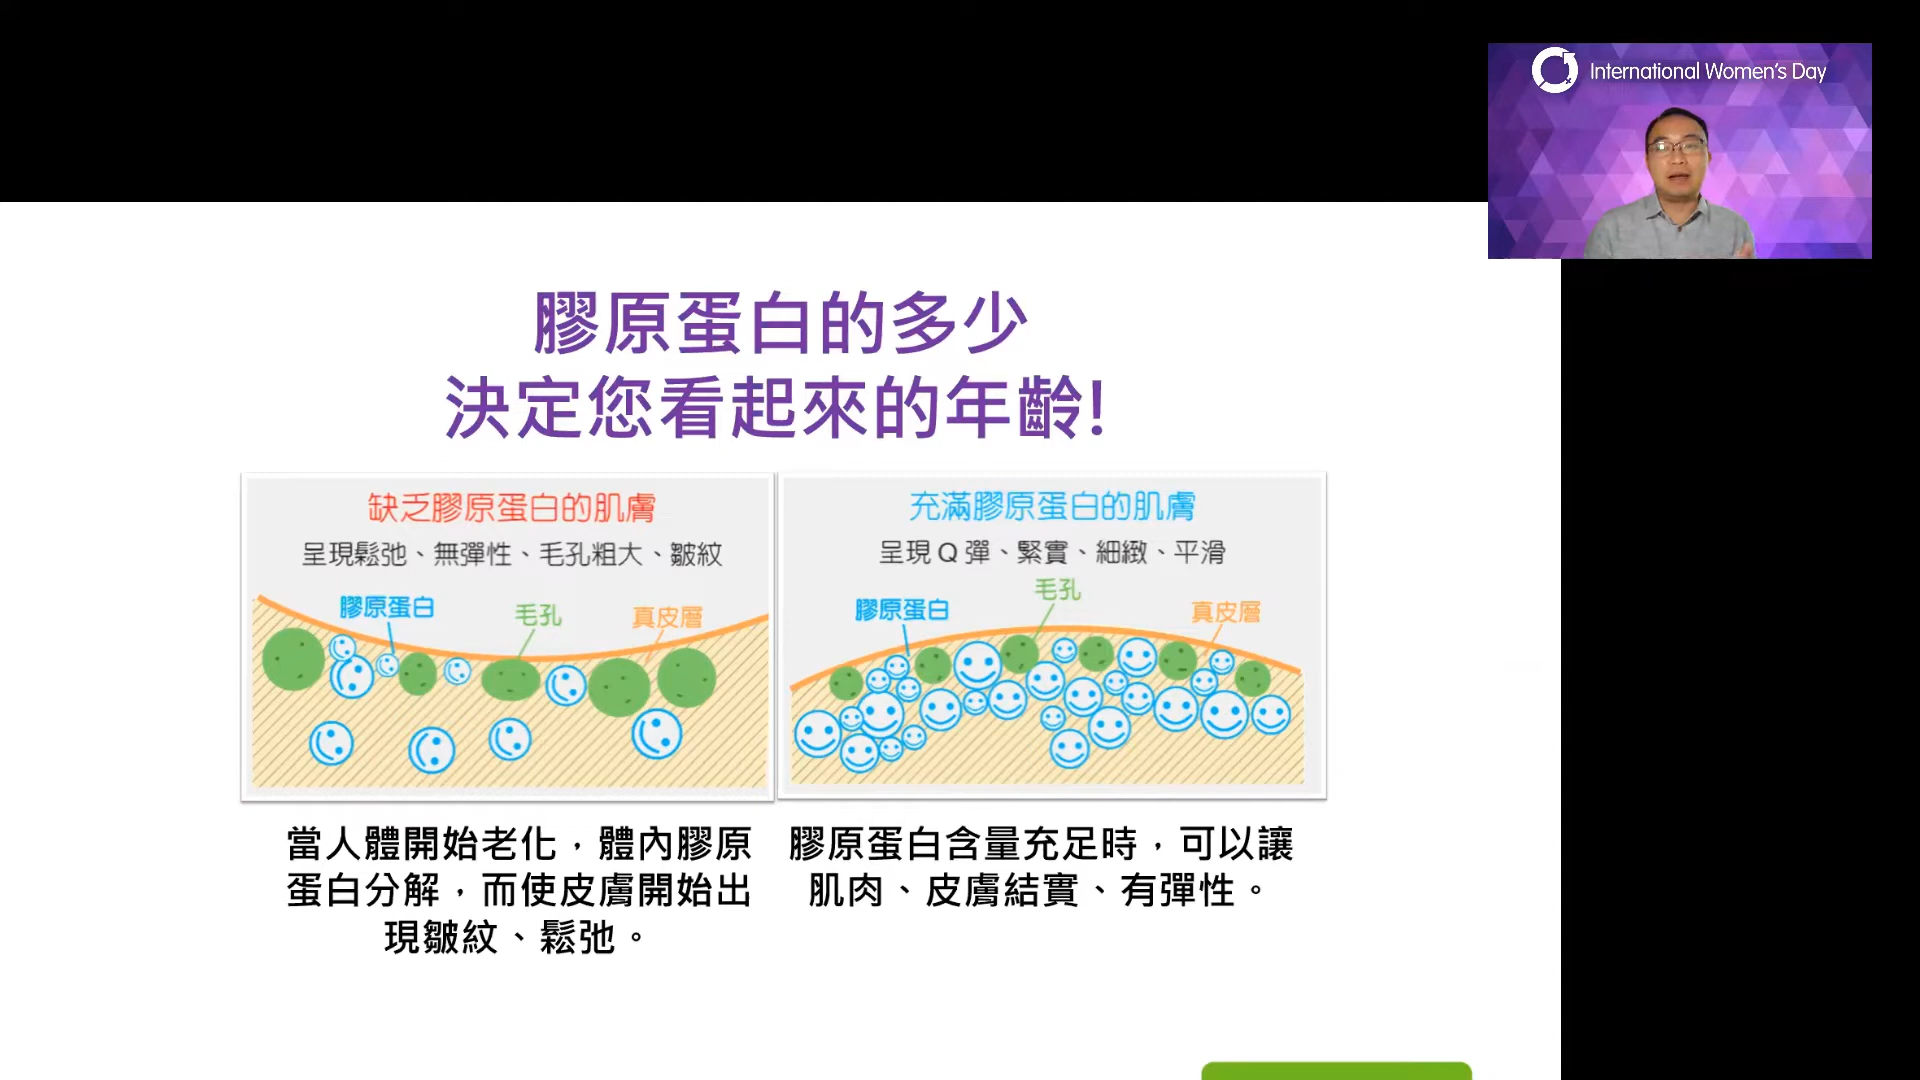 International Women's Day
膠原蛋白的多少
決定您看起來的年齡!
缺乏膠原蛋白的肌膚
呈現鬆弛、無彈性、毛孔粗大、皺紋
膠原蛋白
毛孔
真皮層
充滿膠原蛋白的肌膚
呈現Q彈、緊實、細緻、平滑
毛孔
膠原蛋白
真皮層
當人體開始老化，體內膠原
蛋白分解，而使皮膚開始出
現皺紋、鬆弛。
膠原蛋白含量充足時，可以讓
肌肉、皮膚結實、有彈性。